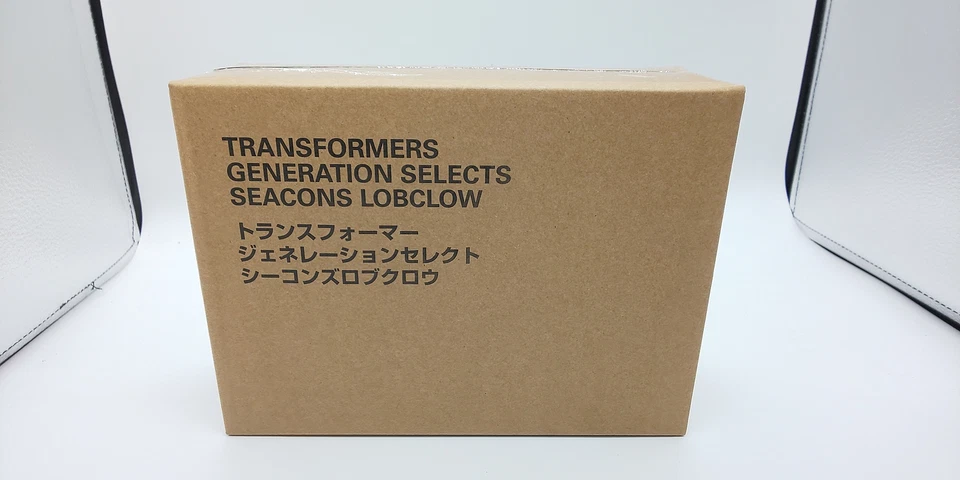 TRANSFORMERS
GENERATION SELECTS
SEACONS LOBCLOW
トランスフォーマー
ジェネレーションセレクト
シーコンズロブクロウ